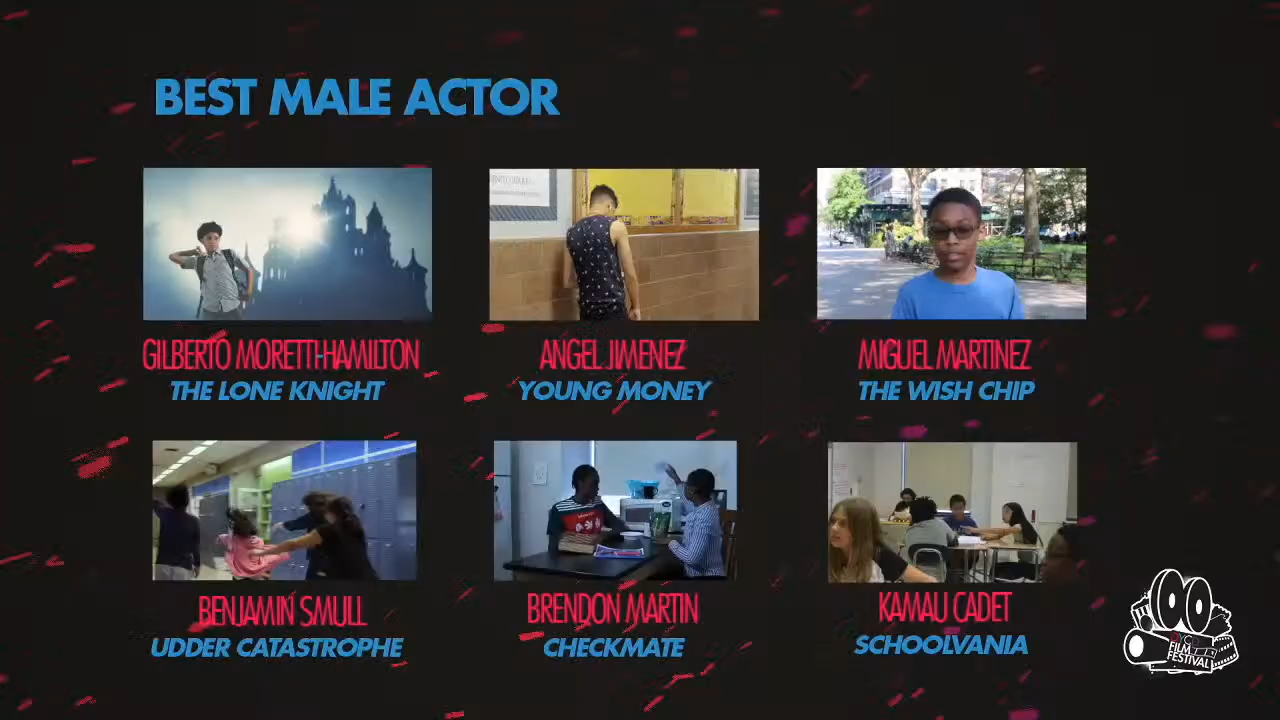 BEST MALE ACTOR
GILBERTO MORETTI-HAMILTON
THE LONE KNIGHT
ANGEL JIMENEZ
YOUNG MONEY
MIGUEL MARTINEZ
THE WISH CHIP
BENJAMIN SMULL
UDDER CATASTROPHE
BRENDON MARTIN
CHECKMATE
KAMAU CADET
SCHOOLVANIA
FILM
FESTIVAL